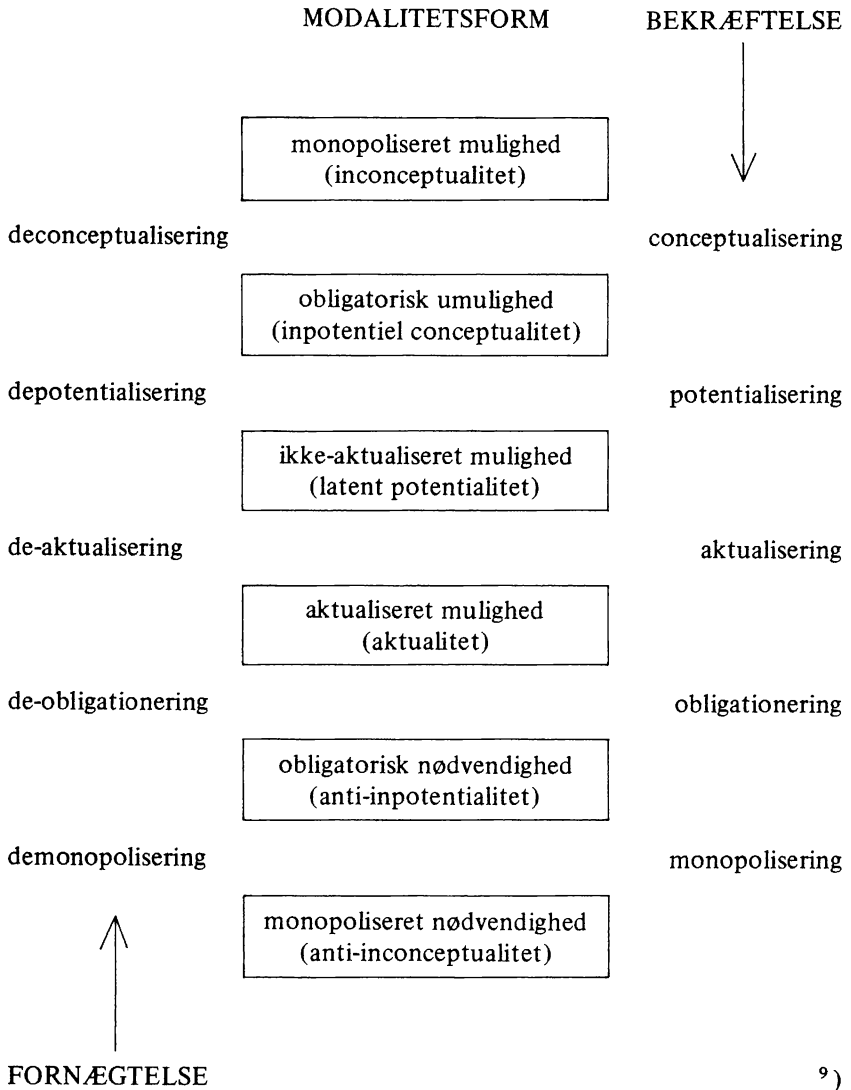 MODALITETSFORM BEKRÆFTELSE
monopoliseret mulighed
(inconceptualitet)
deconceptualisering conceptualisering
obligatorisk umulighed
(inpotentiel conceptualitet)
depotentialisering potentialisering
ikke-aktualiseret mulighed
(latent potentialitet)
de-aktualisering aktualisering
aktualiseret mulighed
(aktualitet)
de-obligationering obligationering
obligatorisk nødvendighed
(anti-inpotentialitet)
demonopolisering monopolisering
monopoliseret nødvendighed
(anti-inconceptualitet)
FORNÆGTELSE 9)